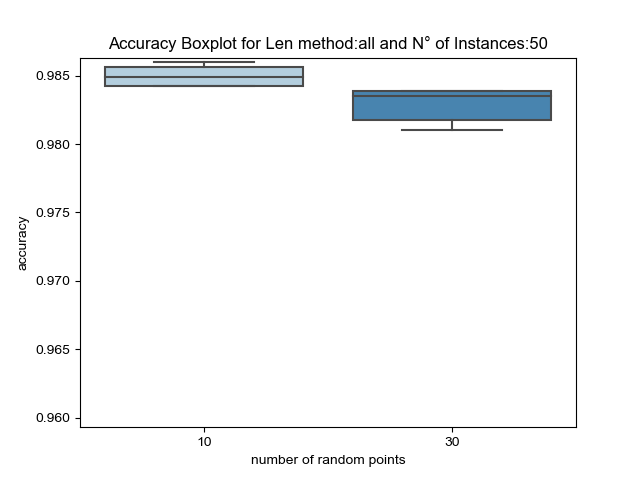 Accuracy Boxplot for Len method:all and N° of Instances:50
0.985
0.980
0.975
0.970
0.965
0.960
accuracy
10
30
number of random points